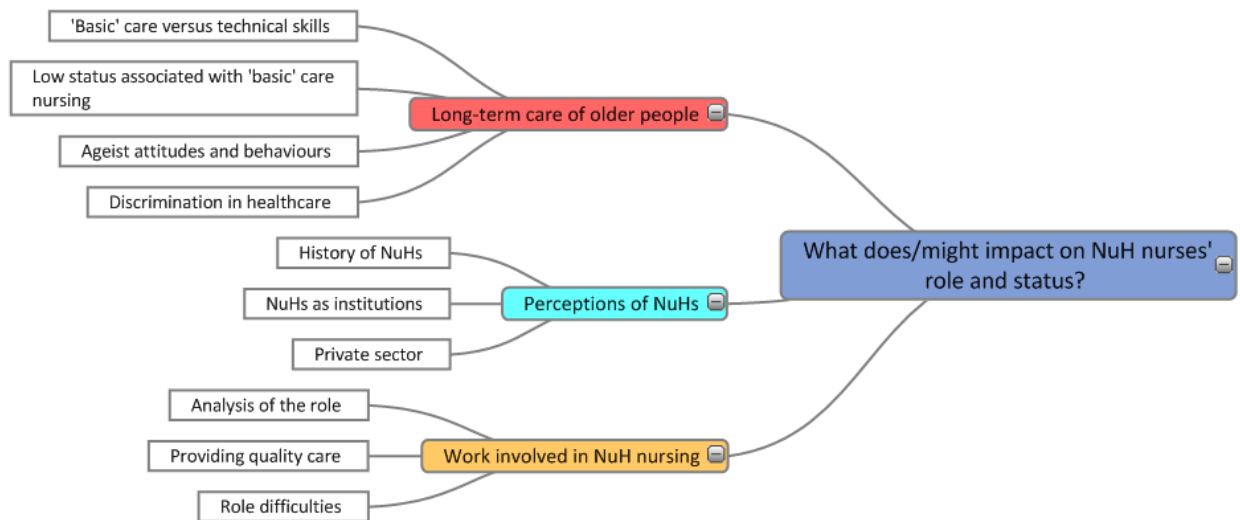 'Basic' care versus technical skills
Low status associated with 'basic' care
nursing
Ageist attitudes and behaviours
Discrimination in healthcare
Long-term care of older people
History of NuHs
NuHs as institutions
Private sector
Perceptions of NuHs
Analysis of the role
Providing quality care
Role difficulties
Work involved in NuH nursing
What does/might impact on NuH nurses'
role and status?